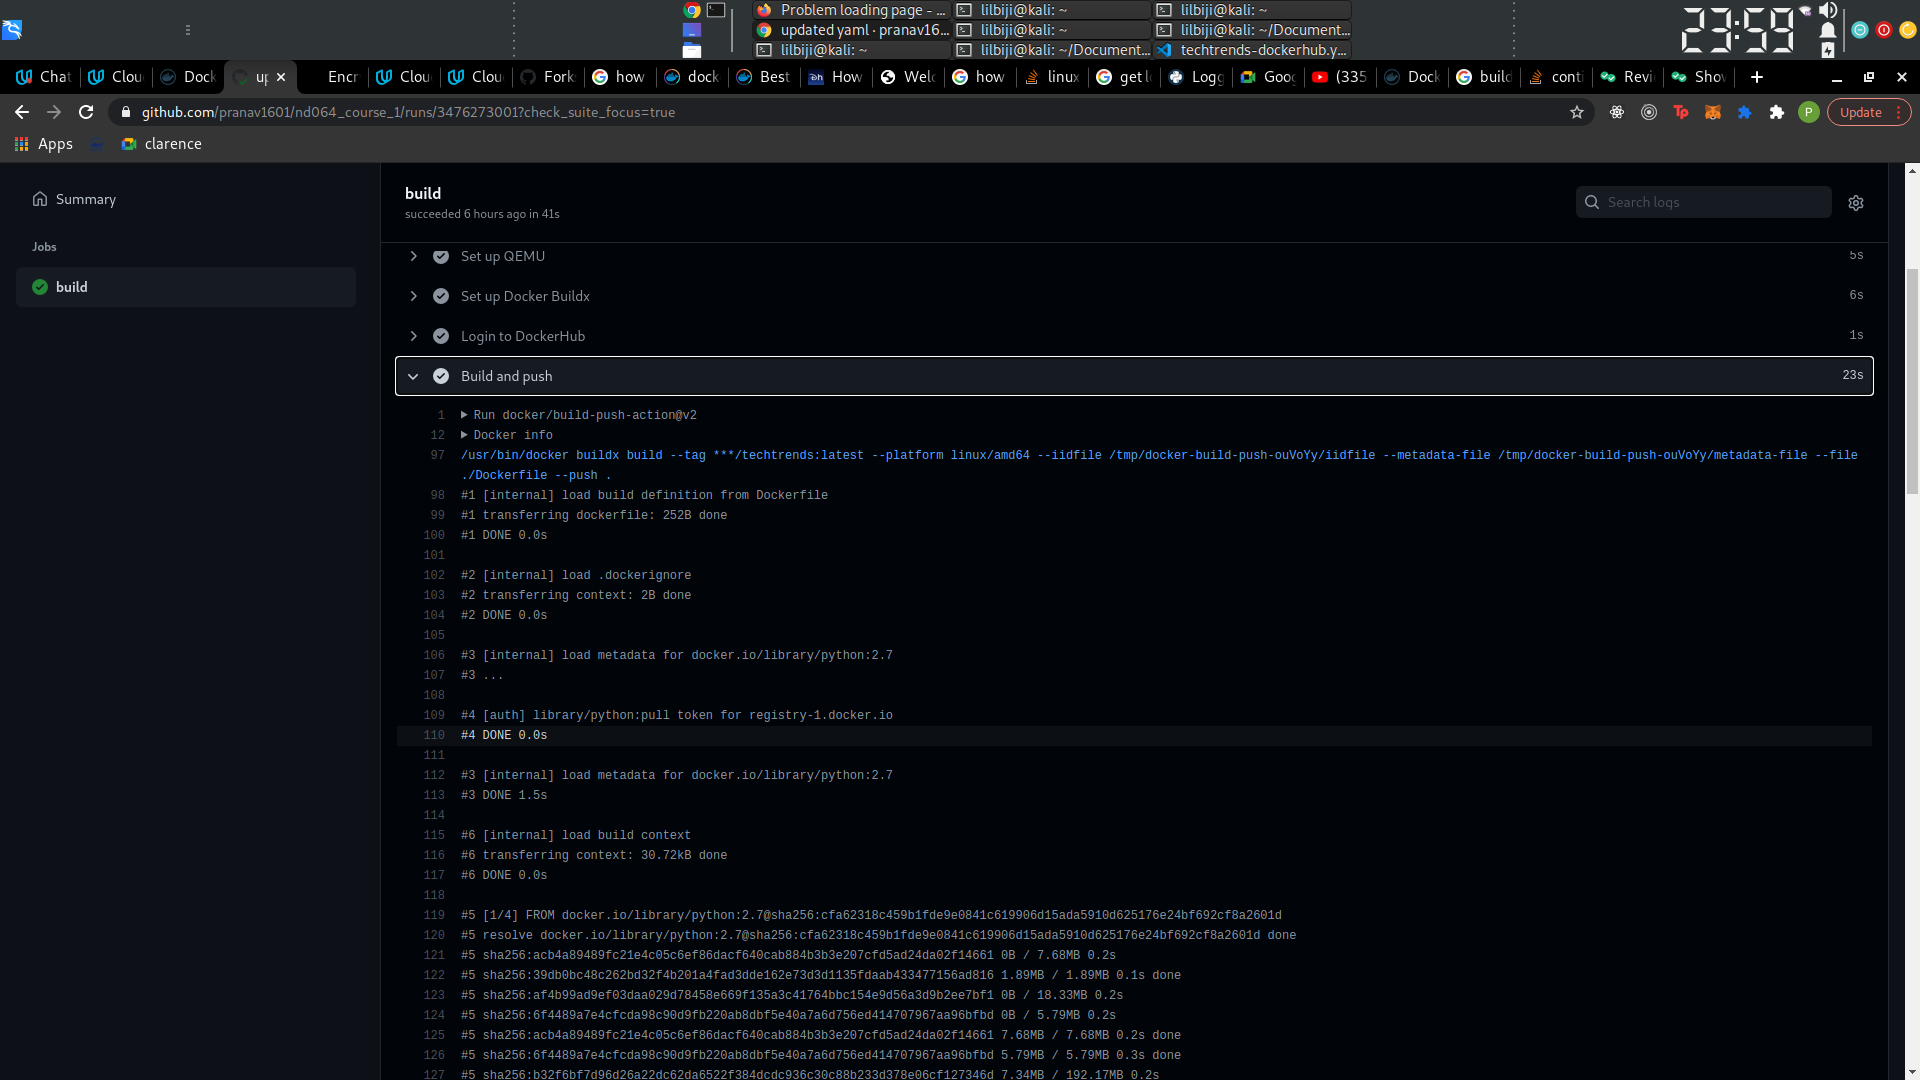 Problem loading page - ...
lilbiji@kali: ~
lilbiji@kali: ~
updated yaml · pranav16...
lilbiji@kali: ~
lilbiji@kali: ~/Document...
lilbiji@kali: ~
lilbiji@kali: ~/Document...
techtrends-dockerhub.y...
23:59
Chat
Clou
Dock
up
Encr
Clou
Clou
Fork
how
dock
Best
How
Welc
how
linux
get l
Logg
Goog
(335
Dock
build
conti
Revi
Show
github.com/pranav1601/nd064_course_1/runs/3476273001?check_suite_focus=true
Tp
P
Update
Apps
clarence
Summary
Jobs
build
build
succeeded 6 hours ago in 41s
Search logs
Set up QEMU
5s
Set up Docker Buildx
6s
Login to DockerHub
1s
Build and push
23s
1 Run docker/build-push-action@v2
12 Docker info
97 /usr/bin/docker buildx build --tag ***/techtrends:latest --platform linux/amd64 --iidfile /tmp/docker-build-push-ouVoYy/iidfile --metadata-file /tmp/docker-build-push-ouVoYy/metadata-file --file
./Dockerfile --push .
98 #1 [internal] load build definition from Dockerfile
99 #1 transferring dockerfile: 252B done
100 #1 DONE 0.0s
101
102 #2 [internal] load .dockerignore
103 #2 transferring context: 2B done
104 #2 DONE 0.0s
105
106 #3 [internal] load metadata for docker.io/library/python:2.7
107 #3 ...
108
109 #4 [auth] library/python:pull token for registry-1.docker.io
110 #4 DONE 0.0s
111
112 #3 [internal] load metadata for docker.io/library/python:2.7
113 #3 DONE 1.5s
114
115 #6 [internal] load build context
116 #6 transferring context: 30.72kB done
117 #6 DONE 0.0s
118
119 #5 [1/4] FROM docker.io/library/python:2.7@sha256:cfa62318c459b1fde9e0841c619906d15ada5910d625176e24bf692cf8a2601d
120 #5 resolve docker.io/library/python:2.7@sha256:cfa62318c459b1fde9e0841c619906d15ada5910d625176e24bf692cf8a2601d done
121 #5 sha256:acb4a89489fc21e4c05c6ef86dacf640cab884b3b3e207cfd5ad24da02f14661 0B / 7.68MB 0.2s
122 #5 sha256:39db0bc48c262bd32f4b201a4fad3dde162e73d3d1135fdaab433477156ad816 1.89MB / 1.89MB 0.1s done
123 #5 sha256:af4b99ad9ef03daa029d78458e669f135a3c41764bbc154e9d56a3d9b2ee7bf1 0B / 18.33MB 0.2s
124 #5 sha256:6f4489a7e4cfcda98c90d9fb220ab8dbf5e40a7a6d756ed414707967aa96bfbd 0B / 5.79MB 0.2s
125 #5 sha256:acb4a89489fc21e4c05c6ef86dacf640cab884b3b3e207cfd5ad24da02f14661 7.68MB / 7.68MB 0.2s done
126 #5 sha256:6f4489a7e4cfcda98c90d9fb220ab8dbf5e40a7a6d756ed414707967aa96bfbd 5.79MB / 5.79MB 0.3s done
127 #5 sha256:b32f6bf7d96d26a22dc62da6522f384dcdc936c30c88b233d378e06cf127346d 7.34MB / 192.17MB 0.2s